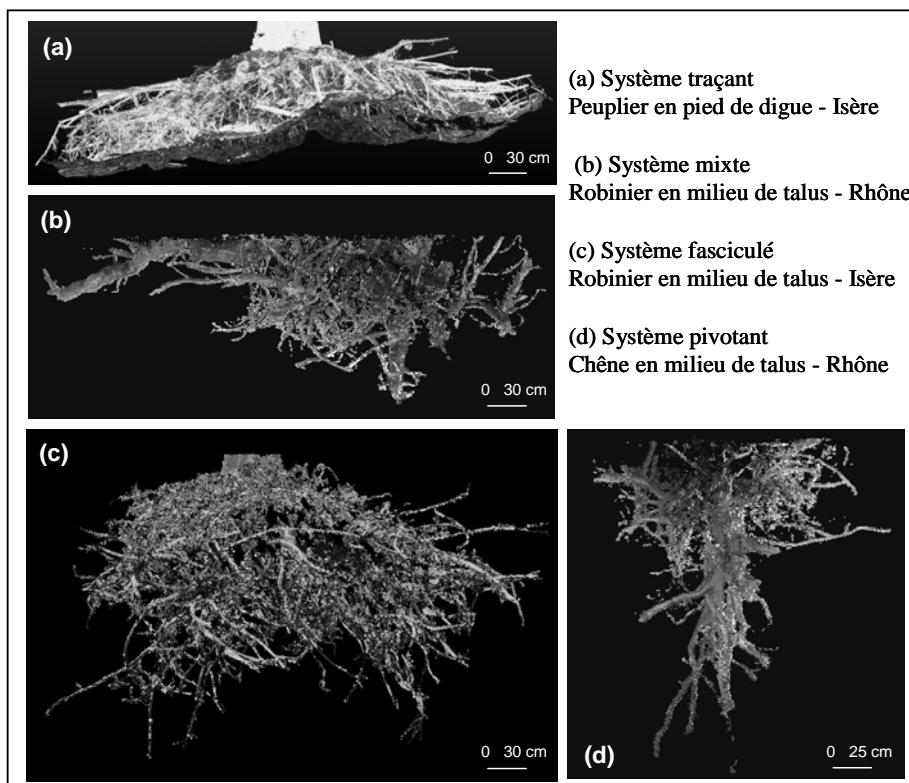 (a)
0 30 cm
(a) Système traçant
Peuplier en pied de digue - Isère
(b)
0 30 cm
(b) Système mixte
Robinier en milieu de talus - Rhône
(c) Système fasciculé
Robinier en milieu de talus - Isère
(d) Système pivotant
Chêne en milieu de talus - Rhône
(c)
0 30 cm
(d)
0 25 cm